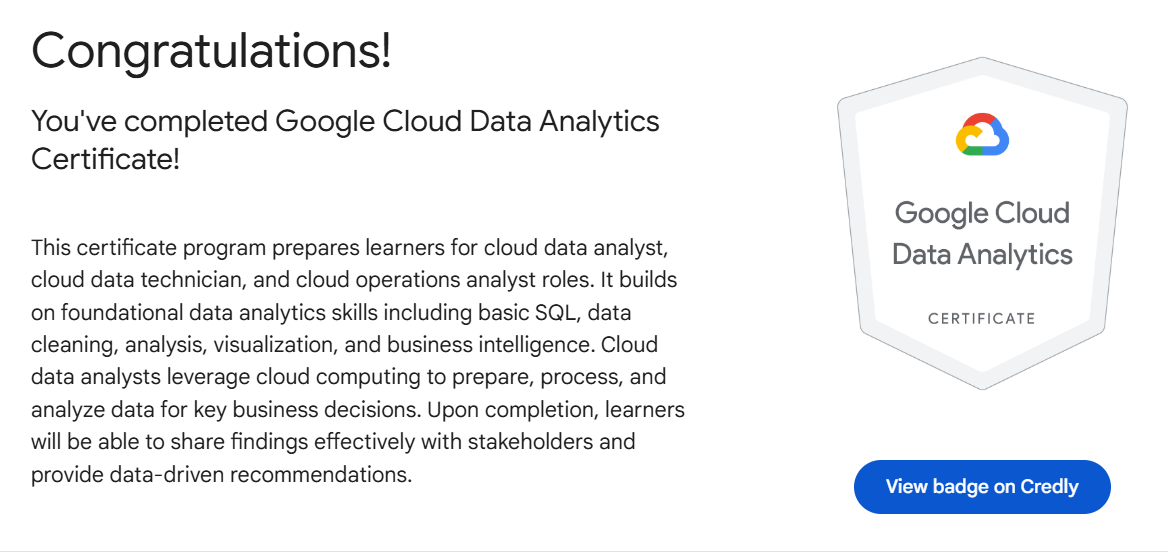 Congratulations!
You've completed Google Cloud Data Analytics
Certificate!
This certificate program prepares learners for cloud data analyst,
cloud data technician, and cloud operations analyst roles. It builds
on foundational data analytics skills including basic SQL, data
cleaning, analysis, visualization, and business intelligence. Cloud
data analysts leverage cloud computing to prepare, process, and
analyze data for key business decisions. Upon completion, learners
will be able to share findings effectively with stakeholders and
provide data-driven recommendations.
Google Cloud
Data Analytics
CERTIFICATE
View badge on Credly